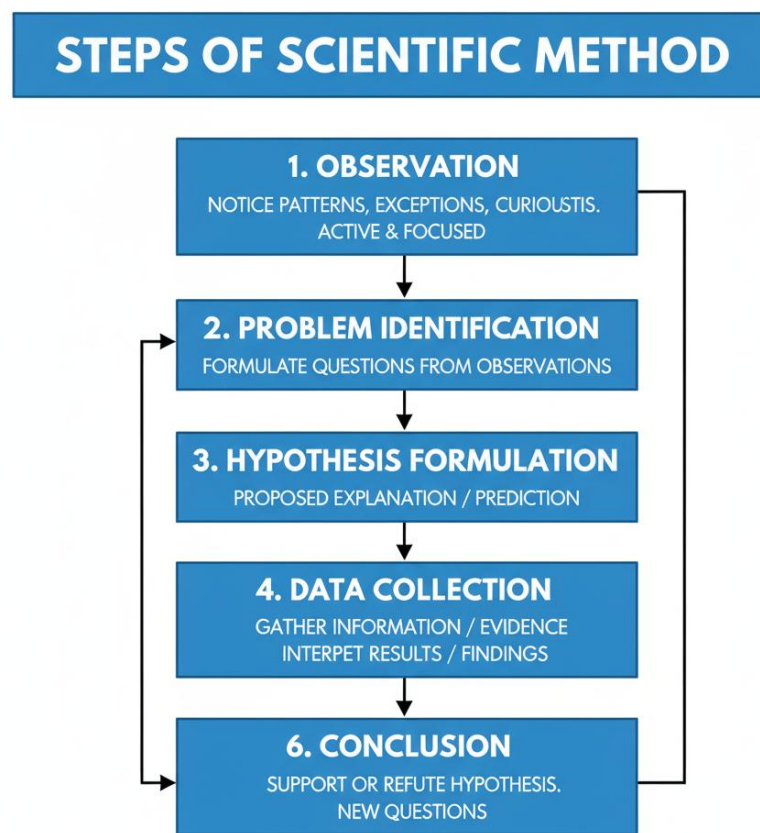 STEPS OF SCIENTIFIC METHOD
1. OBSERVATION
NOTICE PATTERNS, EXCEPTIONS, CURIOUSTIS.
ACTIVE & FOCUSED
2. PROBLEM IDENTIFICATION
FORMULATE QUESTIONS FROM OBSERVATIONS
3. HYPOTHESIS FORMULATION
PROPOSED EXPLANATION / PREDICTION
4. DATA COLLECTION
GATHER INFORMATION / EVIDENCE
INTERPET RESULTS / FINDINGS
6. CONCLUSION
SUPPORT OR REFUTE HYPOTHESIS.
NEW QUESTIONS